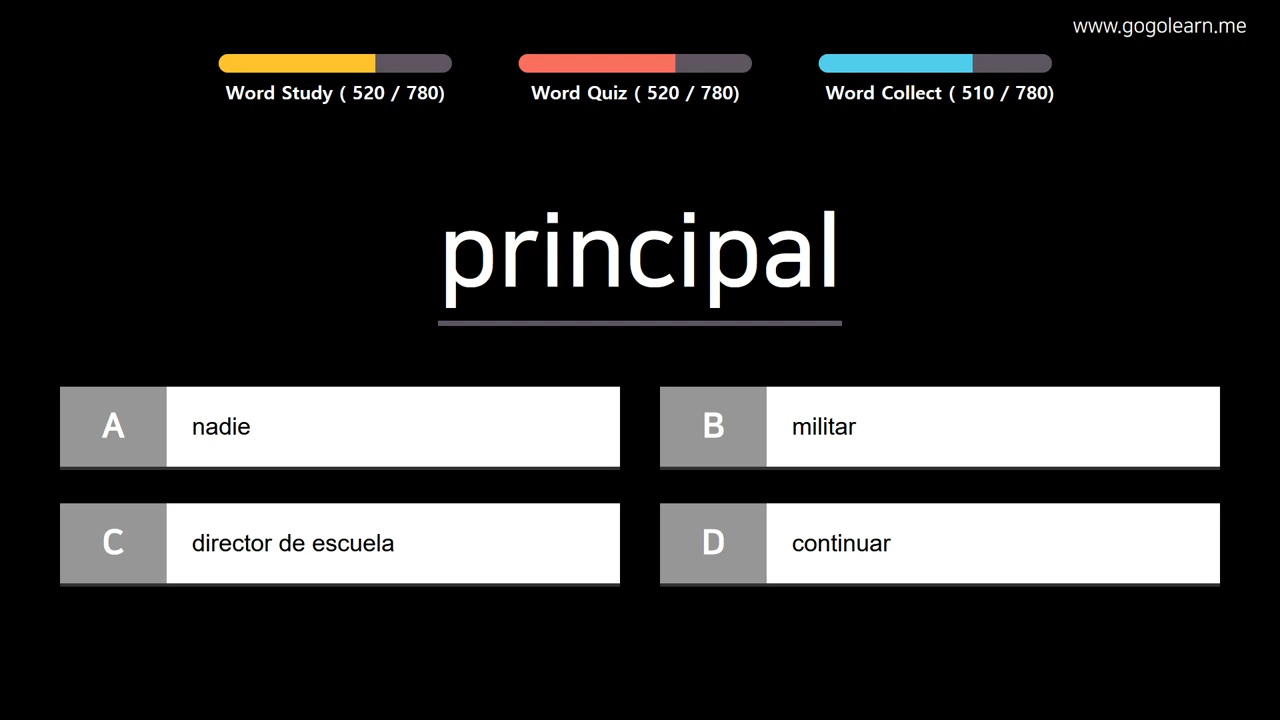 www.gogolearn.me
Word Study ( 520 / 780)
Word Quiz ( 520 / 780)
Word Collect ( 510 / 780)
principal
A
nadie
B
militar
C
director de escuela
D
continuar